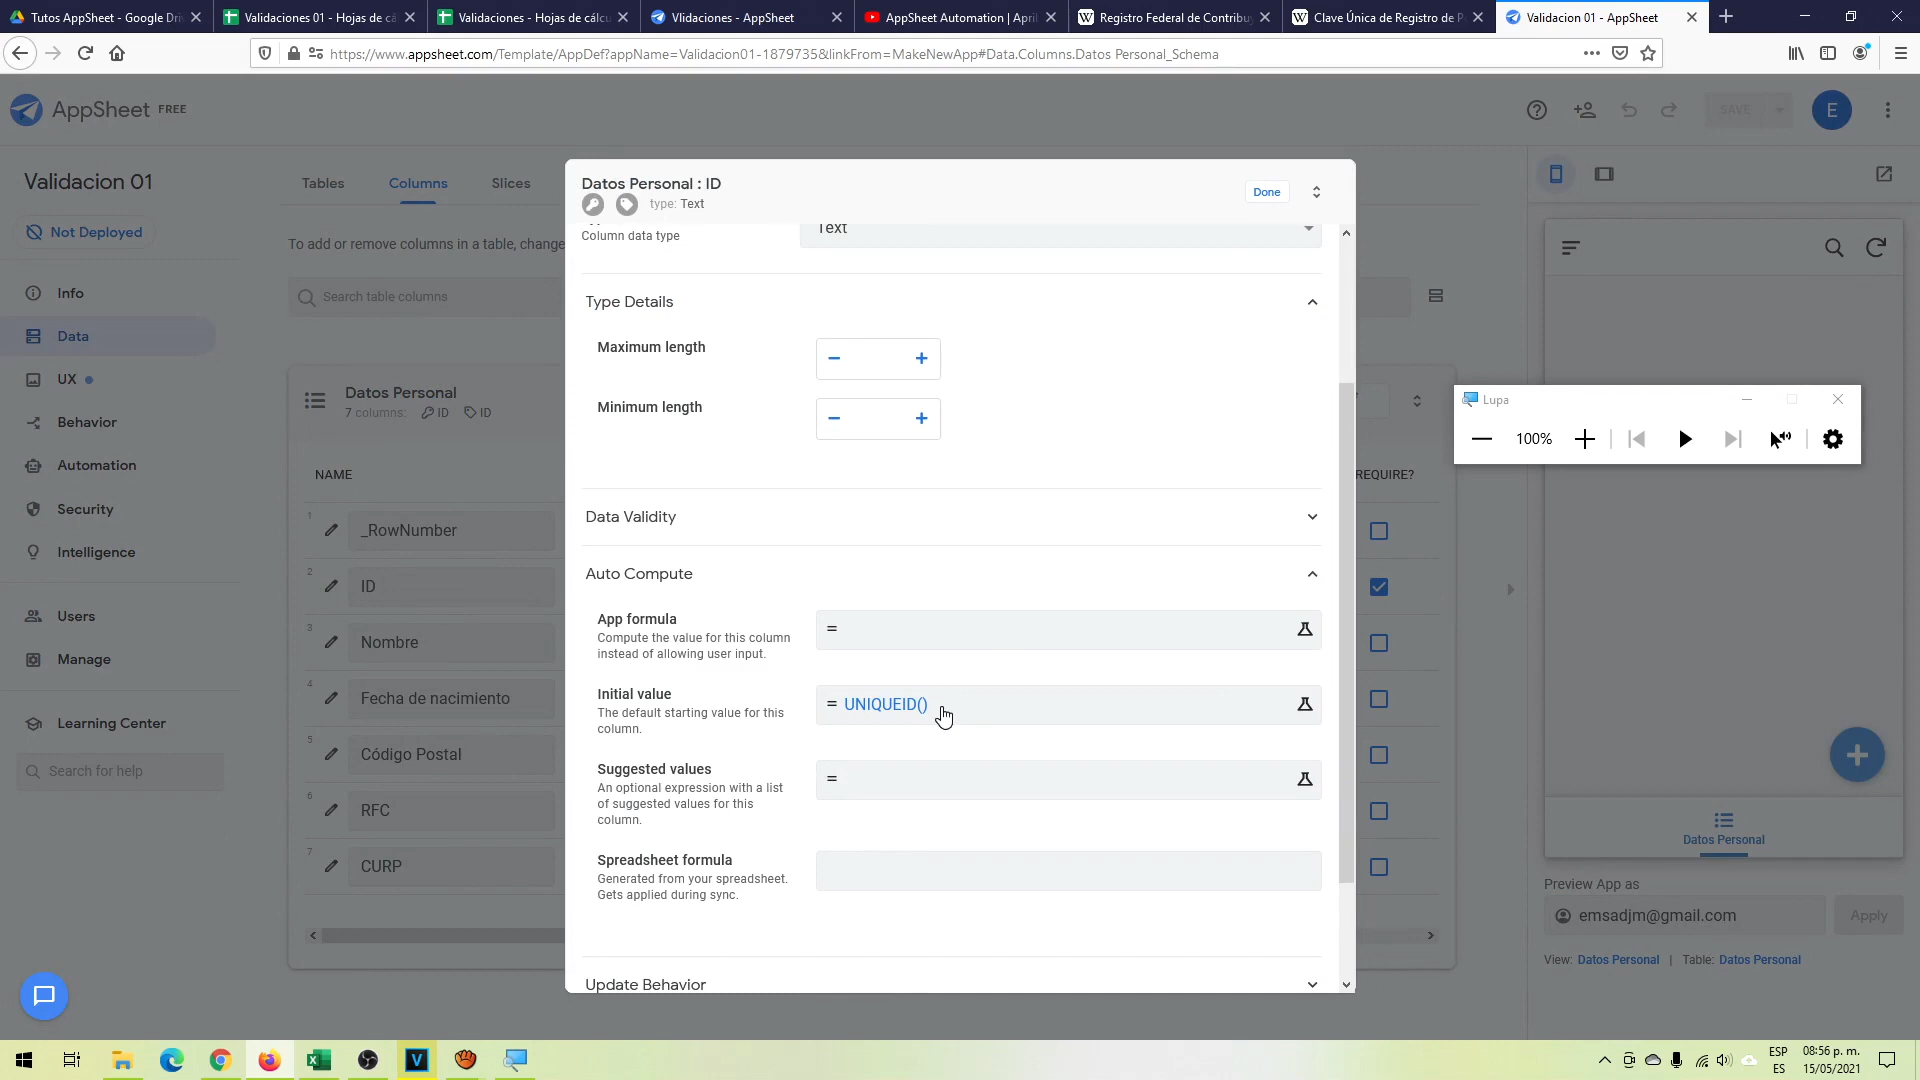 Tutos AppSheet - Google Dri
Validaciones 01 - Hojas de cá
Validaciones - Hojas de cálcu
Vlidaciones - AppSheet
AppSheet Automation | April
Registro Federal de Contribu
Clave Única de Registro de P
Validacion 01 - AppSheet
https://www.appsheet.com/Template/AppDef?appName=Validacion01-1879735&linkFrom=MakeNewApp#Data.Columns.Datos Personal_Schema
AppSheet FREE
SAVE
E
Validacion 01
Not Deployed
Info
Data
UX
Behavior
Automation
Security
Intelligence
Users
Manage
Learning Center
Search for help
Tables
Columns
Slices
To add or remove columns in a table, change
Search table columns
Datos Personal
7 columns: ID ID
NAME
REQUIRE?
1 _RowNumber
2 ID
3 Nombre
4 Fecha de nacimiento
5 Código Postal
6 RFC
7 CURP
Datos Personal : ID
type: Text
Done
Column data type
Text
Type Details
Maximum length
Minimum length
Data Validity
Auto Compute
App formula
Compute the value for this column
instead of allowing user input.
=
Initial value
The default starting value for this
column.
= UNIQUEID()
Suggested values
An optional expression with a list
of suggested values for this
column.
=
Spreadsheet formula
Generated from your spreadsheet.
Gets applied during sync.
Update Behavior
Lupa
100%
Datos Personal
Preview App as
emsadjm@gmail.com
Apply
View: Datos Personal | Table: Datos Personal
ESP
ES
08:56 p. m.
15/05/2021